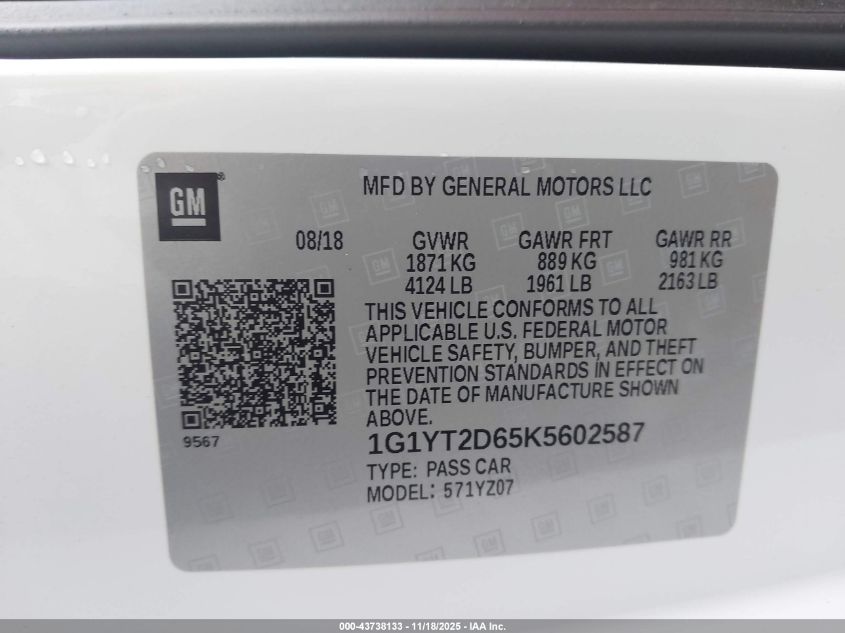 GM®
MFD BY GENERAL MOTORS LLC
08/18 GVWR GAWR FRT GAWR RR
1871 KG 889 KG 981 KG
4124 LB 1961 LB 2163 LB
THIS VEHICLE CONFORMS TO ALL
APPLICABLE U.S. FEDERAL MOTOR
VEHICLE SAFETY, BUMPER, AND THEFT
PREVENTION STANDARDS IN EFFECT ON
THE DATE OF MANUFACTURE SHOWN
ABOVE.
9567
1G1YT2D65K5602587
TYPE: PASS CAR
MODEL: 571YZ07
000-43738133 - 11/18/2025 - IAA Inc.